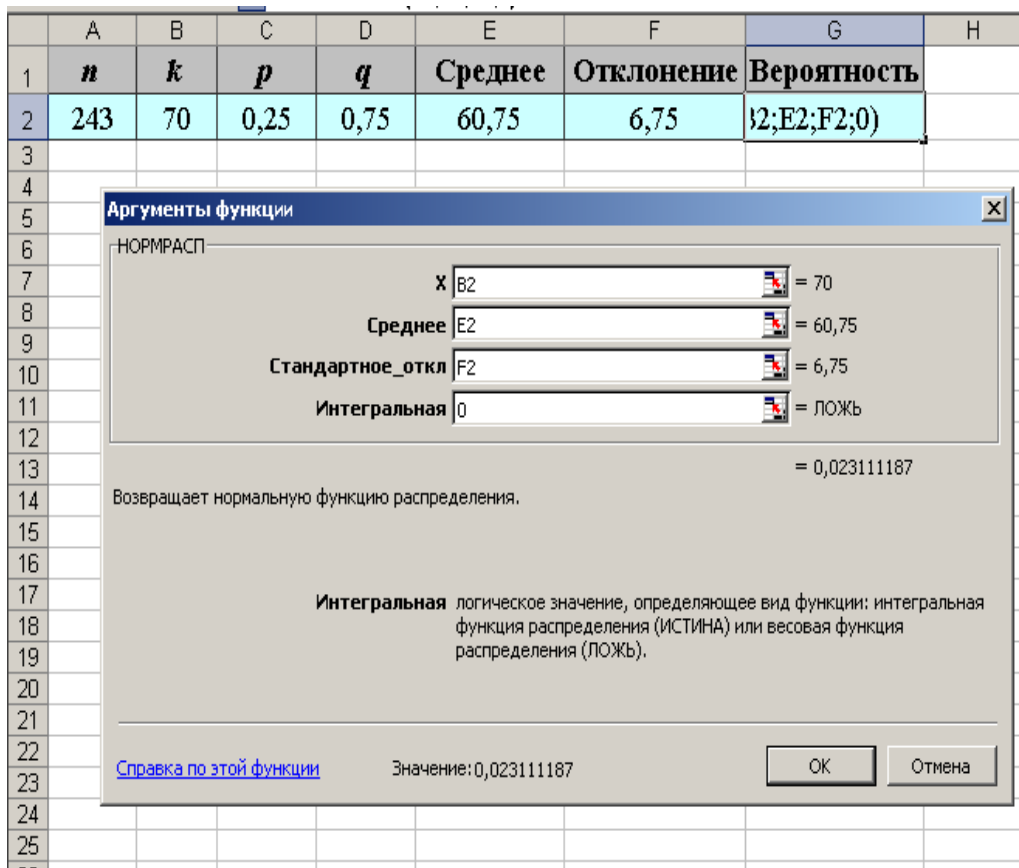 A B C D E F G H
1 n k p q Среднее Отклонение Вероятность
2 243 70 0,25 0,75 60,75 6,75 32;E2;F2;0)
3
4
5 Аргументы функции
6 НОРМРАСП
7 X B2 = 70
8
9 Среднее E2 = 60,75
10 Стандартное_откл F2 = 6,75
11 Интегральная 0 = ЛОЖЬ
12
13 = 0,023111187
14 Возвращает нормальную функцию распределения.
15
16
17 Интегральная логическое значение, определяющее вид функции: интегральная
18 функция распределения (ИСТИНА) или весовая функция
19 распределения (ЛОЖЬ).
20
21
22
23 Справка по этой функции Значение:0,023111187 ОК Отмена
24
25